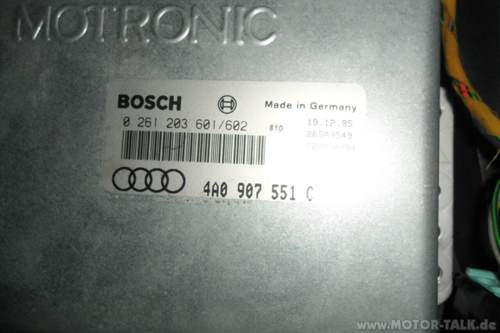 MOTRONIC
BOSCH
Made in Germany
0 261 203 601/602
810
19.12.95
26SA3549
4A0 907 551 C
www.MOTOR-TALK.de